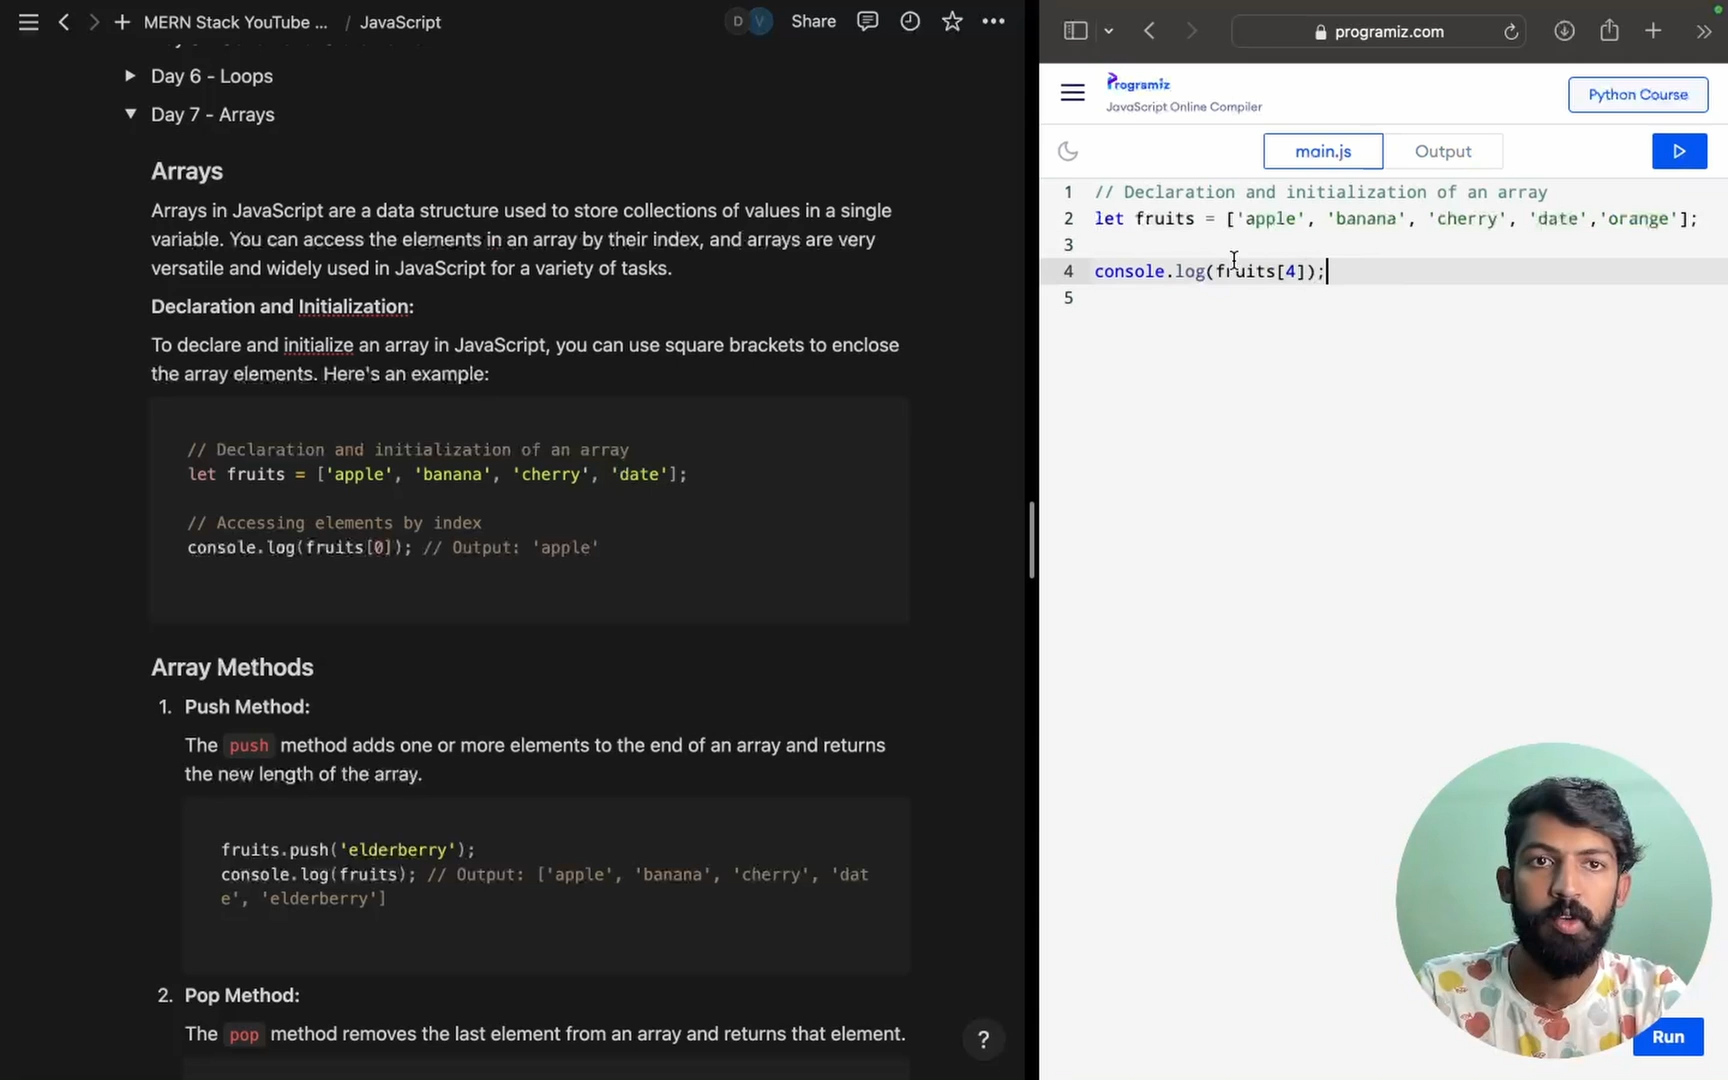 MERN Stack YouTube ... / JavaScript
D V Share
Day 6 - Loops
Day 7 - Arrays
Arrays
Arrays in JavaScript are a data structure used to store collections of values in a single
variable. You can access the elements in an array by their index, and arrays are very
versatile and widely used in JavaScript for a variety of tasks.
Declaration and Initialization:
To declare and initialize an array in JavaScript, you can use square brackets to enclose
the array elements. Here's an example:
// Declaration and initialization of an array
let fruits = ['apple', 'banana', 'cherry', 'date'];
// Accessing elements by index
console.log(fruits[0]); // Output: 'apple'
Array Methods
1. Push Method:
The push method adds one or more elements to the end of an array and returns
the new length of the array.
fruits.push('elderberry');
console.log(fruits); // Output: ['apple', 'banana', 'cherry', 'dat
e', 'elderberry']
2. Pop Method:
The pop method removes the last element from an array and returns that element.
?
programiz.com
Programiz
JavaScript Online Compiler
Python Course
main.js
Output
1 // Declaration and initialization of an array
2 let fruits = ['apple', 'banana', 'cherry', 'date','orange'];
3
4 console.log(fruits[4]);
5
Run